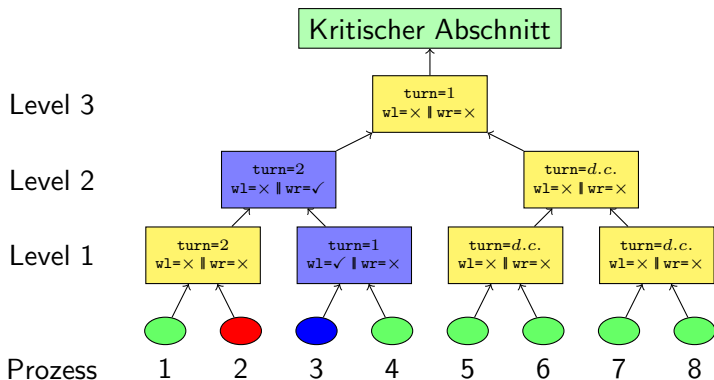 Kritischer Abschnitt
Level 3
turn=1
wl=× ‖ wr=×
Level 2
turn=2
wl=× ‖ wr=✓
turn=d.c.
wl=× ‖ wr=×
Level 1
turn=2
wl=× ‖ wr=×
turn=1
wl=✓ ‖ wr=×
turn=d.c.
wl=× ‖ wr=×
turn=d.c.
wl=× ‖ wr=×
Prozess 1 2 3 4 5 6 7 8